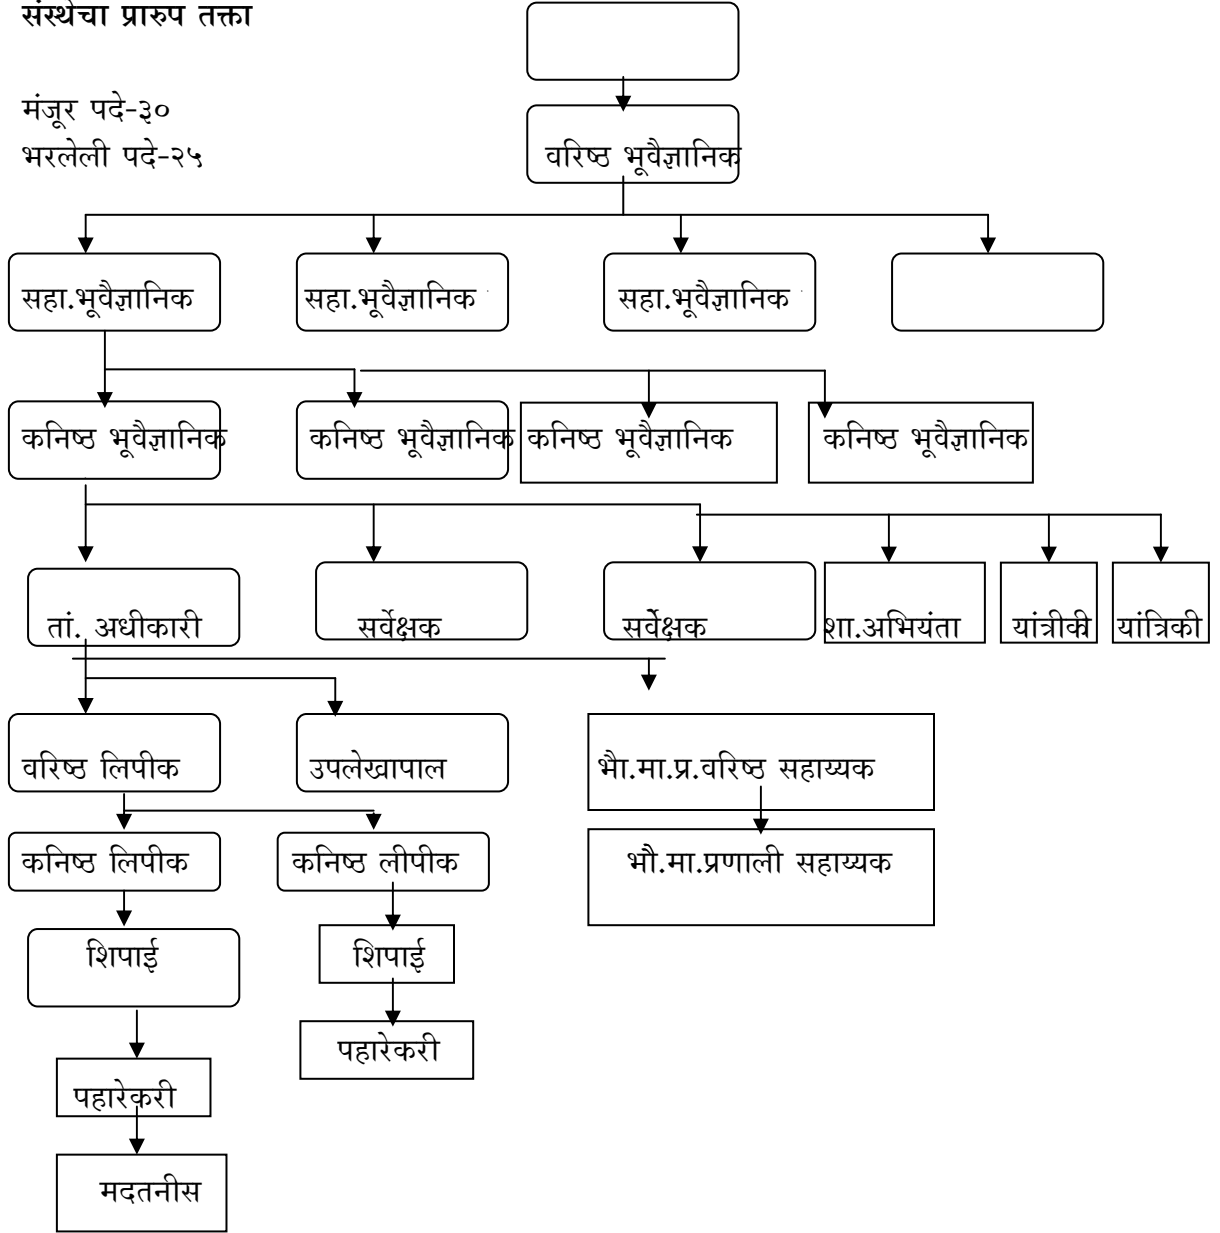 संस्थेचा प्रारुप तक्ता
मंजूर पदे-३०
भरलेली पदे-२५
वरिष्ठ भूवैज्ञानिक
सहा.भूवैज्ञानिक
सहा.भूवैज्ञानिक
सहा.भूवैज्ञानिक
कनिष्ठ भूवैज्ञानिक
कनिष्ठ भूवैज्ञानिक
कनिष्ठ भूवैज्ञानिक
कनिष्ठ भूवैज्ञानिक
तां. अधीकारी
सर्वेक्षक
सर्वेक्षक
शा.अभियंता
यांत्रीकी
यांत्रिकी
वरिष्ठ लिपीक
उपलेखापाल
भौ.मा.प्र.वरिष्ठ सहाय्यक
कनिष्ठ लिपीक
कनिष्ठ लीपीक
भौ.मा.प्रणाली सहाय्यक
शिपाई
शिपाई
पहारेकरी
पहारेकरी
मदतनीस